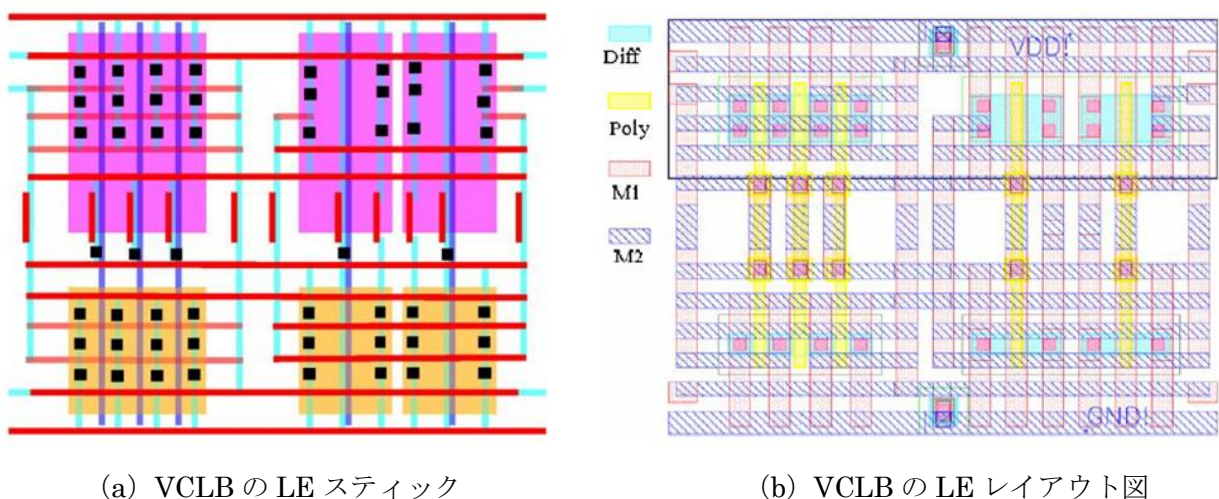 VDD!
Diff
Poly
M1
M2
GND!
(a) VCLB の LE スティック
(b) VCLB の LE レイアウト図